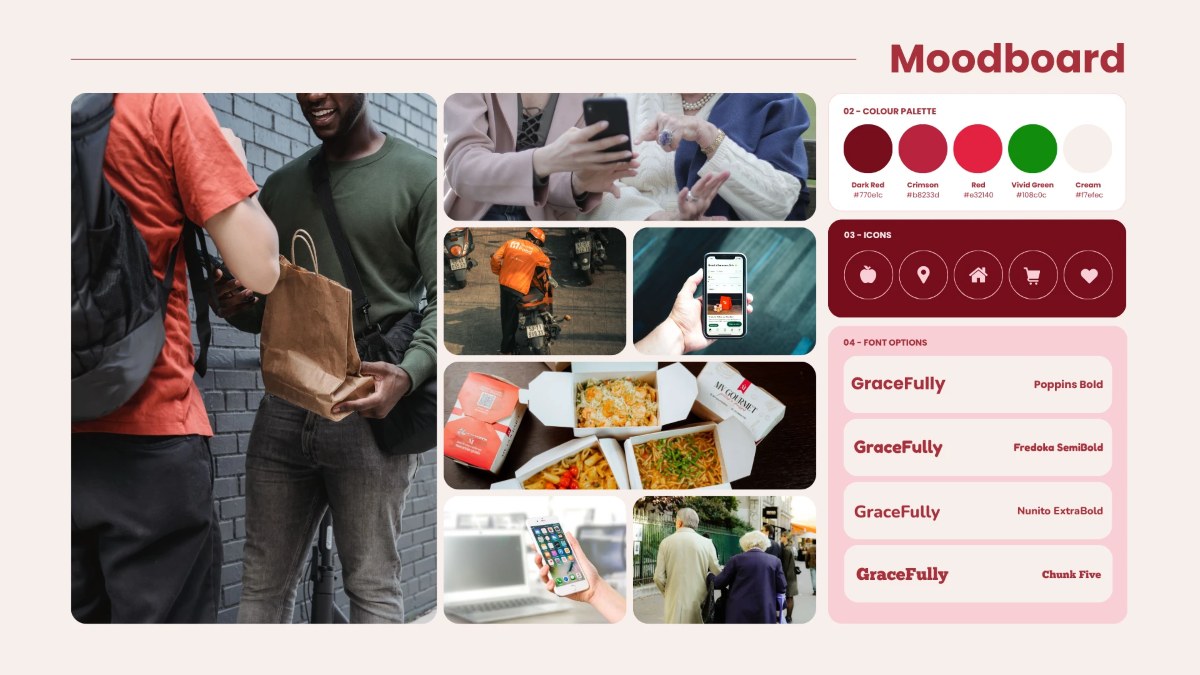 Moodboard
MY GOURMET
02 - COLOUR PALETTE
Dark Red
#770e1c
Crimson
#b8233d
Red
#e32140
Vivid Green
#108c0c
Cream
#f7efec
03 - ICONS
04 - FONT OPTIONS
GraceFully
Poppins Bold
GraceFully
Fredoka SemiBold
GraceFully
Nunito ExtraBold
GraceFully
Chunk Five